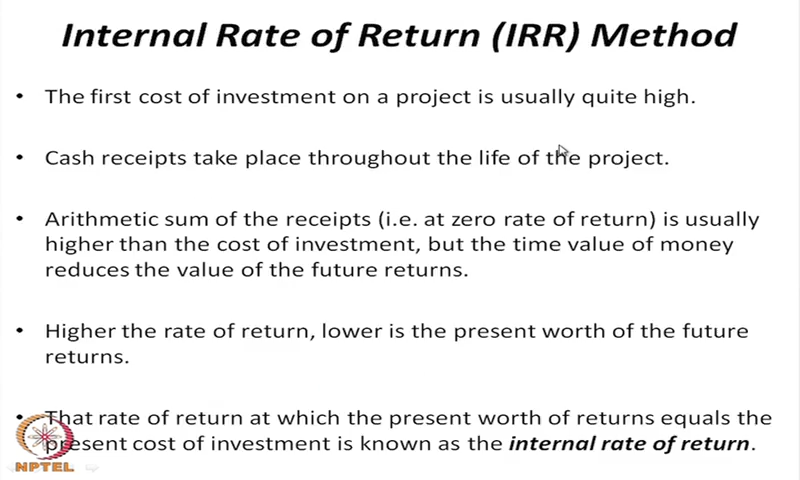 Internal Rate of Return (IRR) Method
• The first cost of investment on a project is usually quite high.
• Cash receipts take place throughout the life of the project.
• Arithmetic sum of the receipts (i.e. at zero rate of return) is usually
higher than the cost of investment, but the time value of money
reduces the value of the future returns.
• Higher the rate of return, lower is the present worth of the future
returns.
• That rate of return at which the present worth of returns equals the
present cost of investment is known as the internal rate of return.
NPTEL